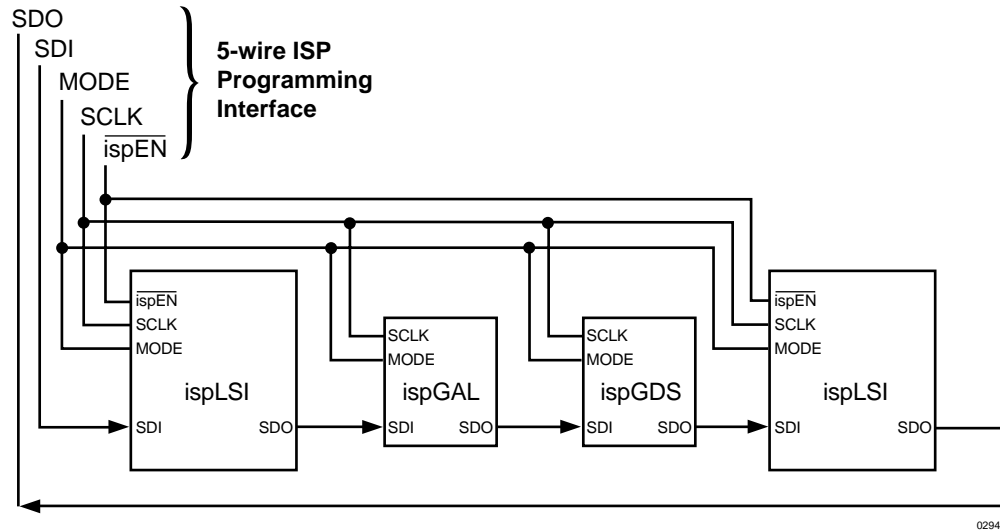 SDO
SDI
MODE
SCLK
ispEN
5-wire ISP
Programming
Interface
ispEN
SCLK
MODE
ispLSI
SDI
SDO
SCLK
MODE
ispGAL
SDI
SDO
SCLK
MODE
ispGDS
SDI
SDO
ispEN
SCLK
MODE
ispLSI
SDI
SDO
0294